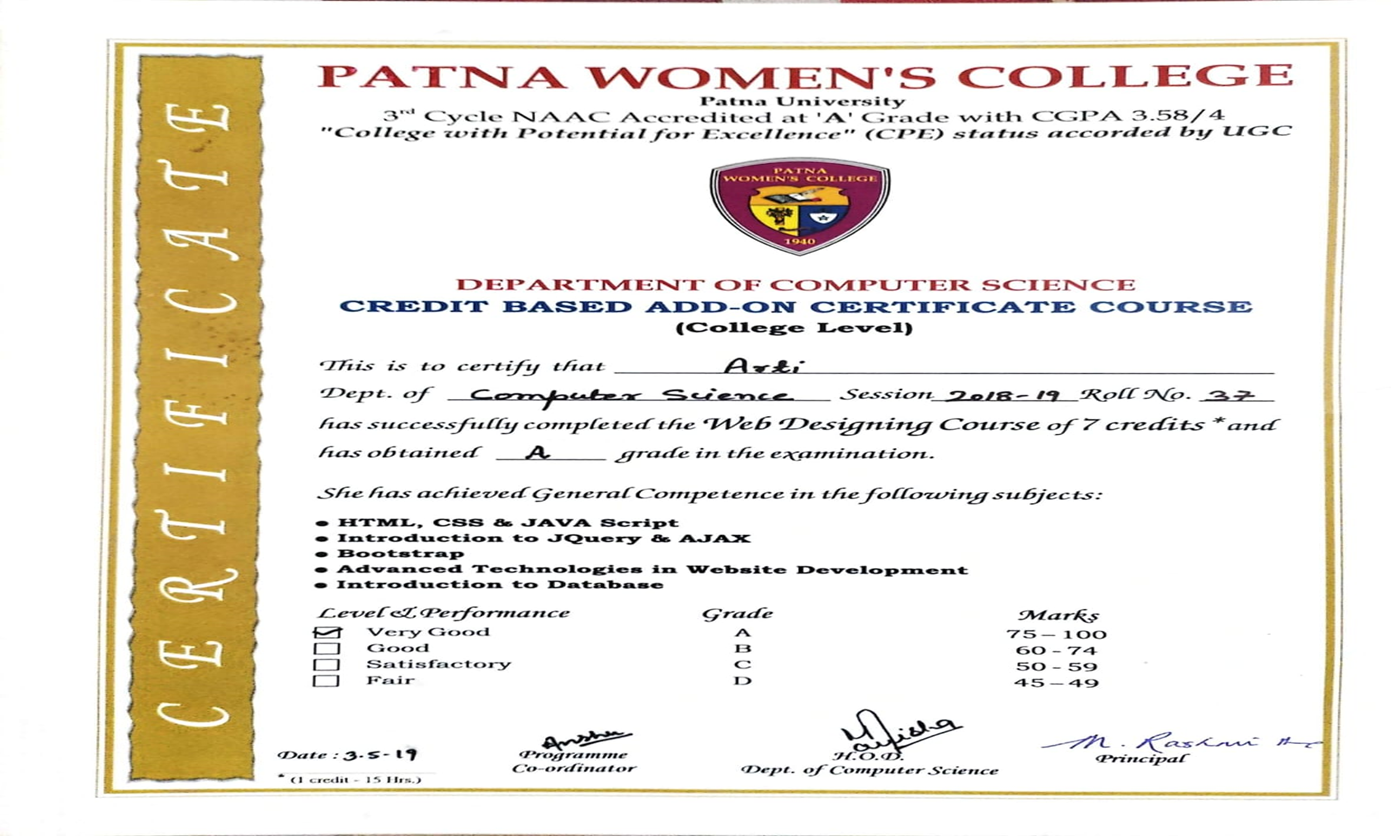 CERTIFICATE
PATNA WOMEN'S COLLEGE
Patna University
3rd Cycle NAAC Accredited at 'A' Grade with CGPA 3.58/4
"College with Potential for Excellence" (CPE) status accorded by UGC
PATNA
WOMEN'S COLLEGE
1940
DEPARTMENT OF COMPUTER SCIENCE
CREDIT BASED ADD-ON CERTIFICATE COURSE
(College Level)
This is to certify that Arti
Dept. of Computer Science Session 2018-19 Roll No. 37
has successfully completed the Web Designing Course of 7 credits * and
has obtained A grade in the examination.
She has achieved General Competence in the following subjects:
• HTML, CSS & JAVA Script
• Introduction to JQuery & AJAX
• Bootstrap
• Advanced Technologies in Website Development
• Introduction to Database
Level & Performance Grade Marks
Very Good A 75 – 100
Good B 60 - 74
Satisfactory C 50 - 59
Fair D 45 – 49
Date : 3.5-19
Programme
Co-ordinator
H.O.D.
Dept. of Computer Science
M. Rashmi
Principal
* (1 credit - 15 Hrs.)